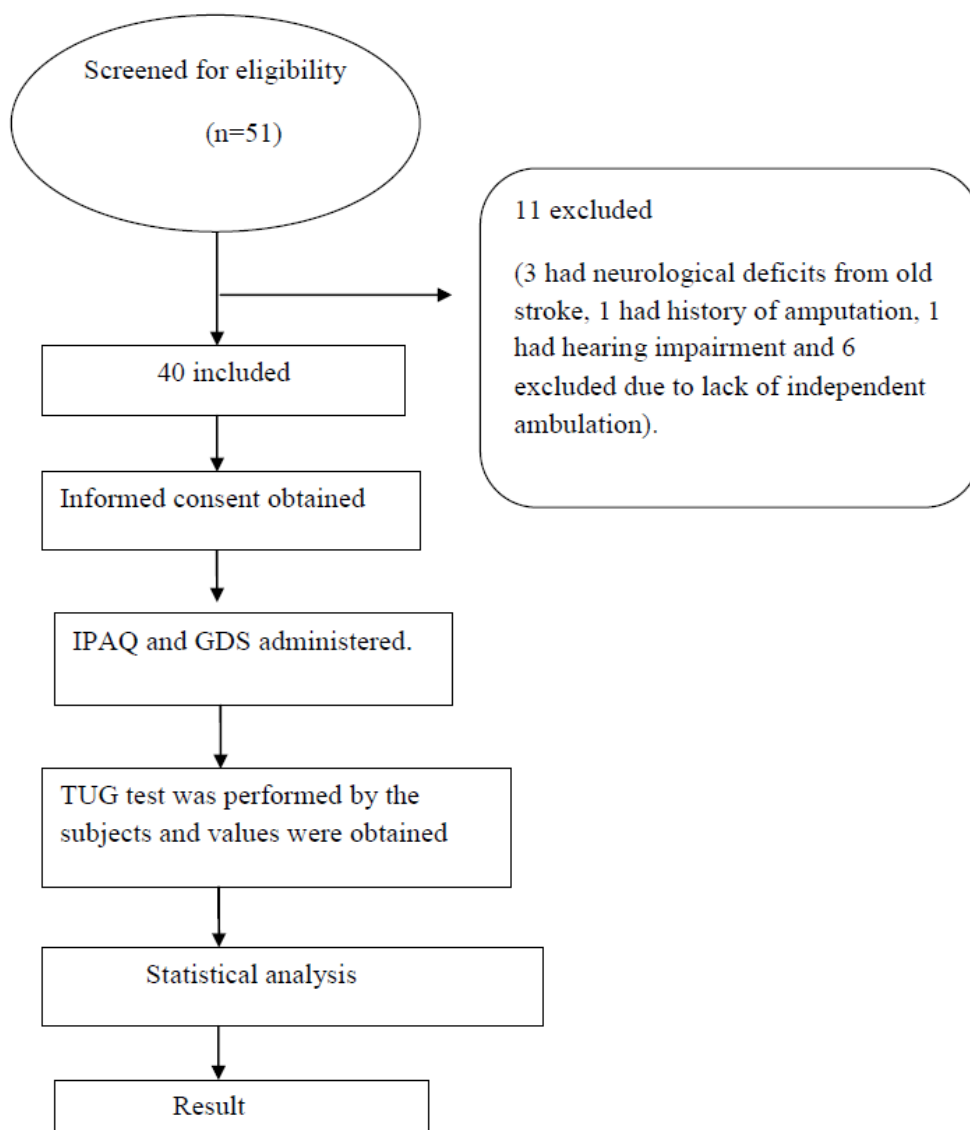 Screened for eligibility
(n=51)
11 excluded
(3 had neurological deficits from old
stroke, 1 had history of amputation, 1
had hearing impairment and 6
excluded due to lack of independent
ambulation).
40 included
Informed consent obtained
IPAQ and GDS administered.
TUG test was performed by the
subjects and values were obtained
Statistical analysis
Result